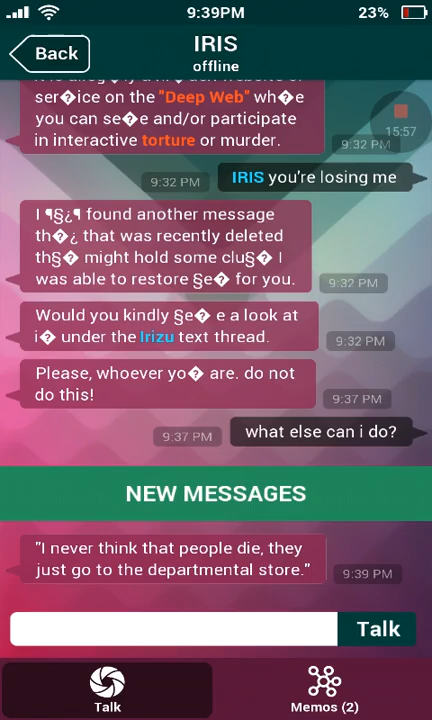 9:39PM
23%
Back
IRIS
offline
ser�ice on the "Deep Web" wh�e
you can se�e and/or participate
in interactive torture or murder.
9:32 PM
15:57
IRIS you're losing me
9:32 PM
I ¶§¿¶ found another message
th�¿ that was recently deleted
th§� might hold some clu§� I
was able to restore §e� for you.
9:32 PM
Would you kindly §e� e a look at
i� under the Irizu text thread.
9:32 PM
Please, whoever yo� are. do not
do this!
9:37 PM
what else can i do?
9:37 PM
NEW MESSAGES
"I never think that people die, they
just go to the departmental store."
9:39 PM
Talk
Talk
Memos (2)